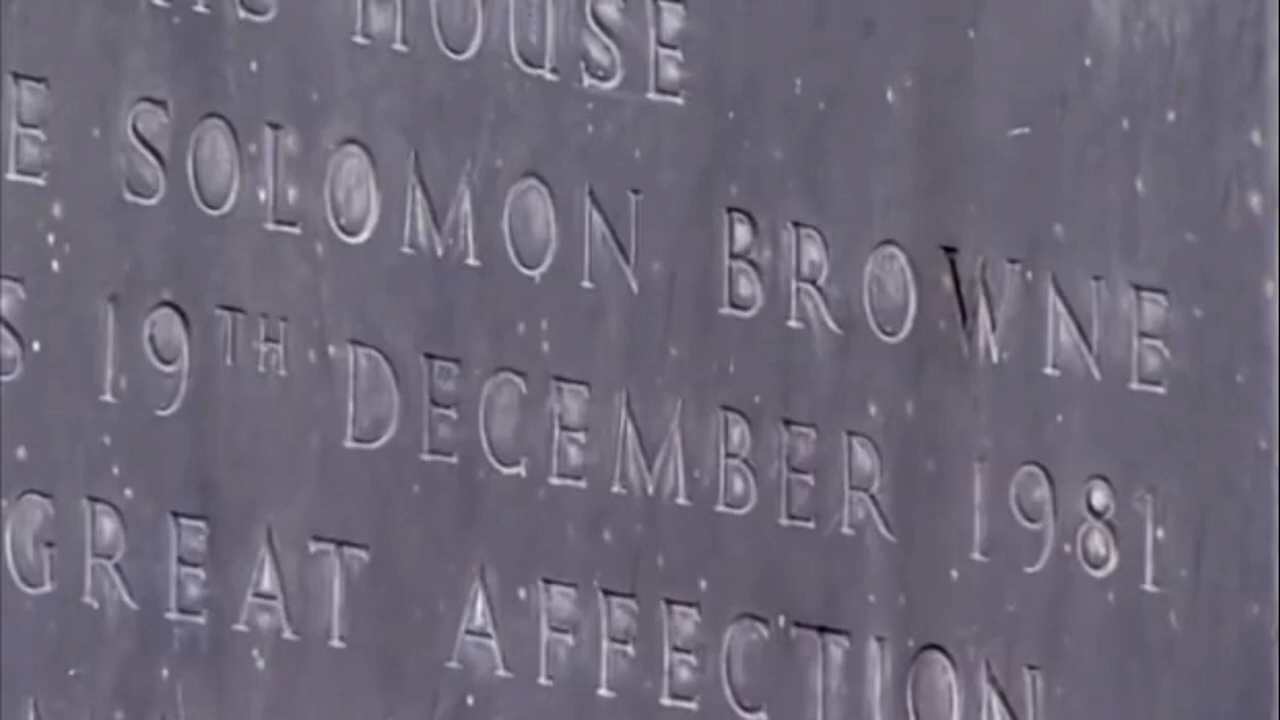 HOUSE
E SOLOMON BROWNE
S 19TH DECEMBER 1981
GREAT AFFECTION